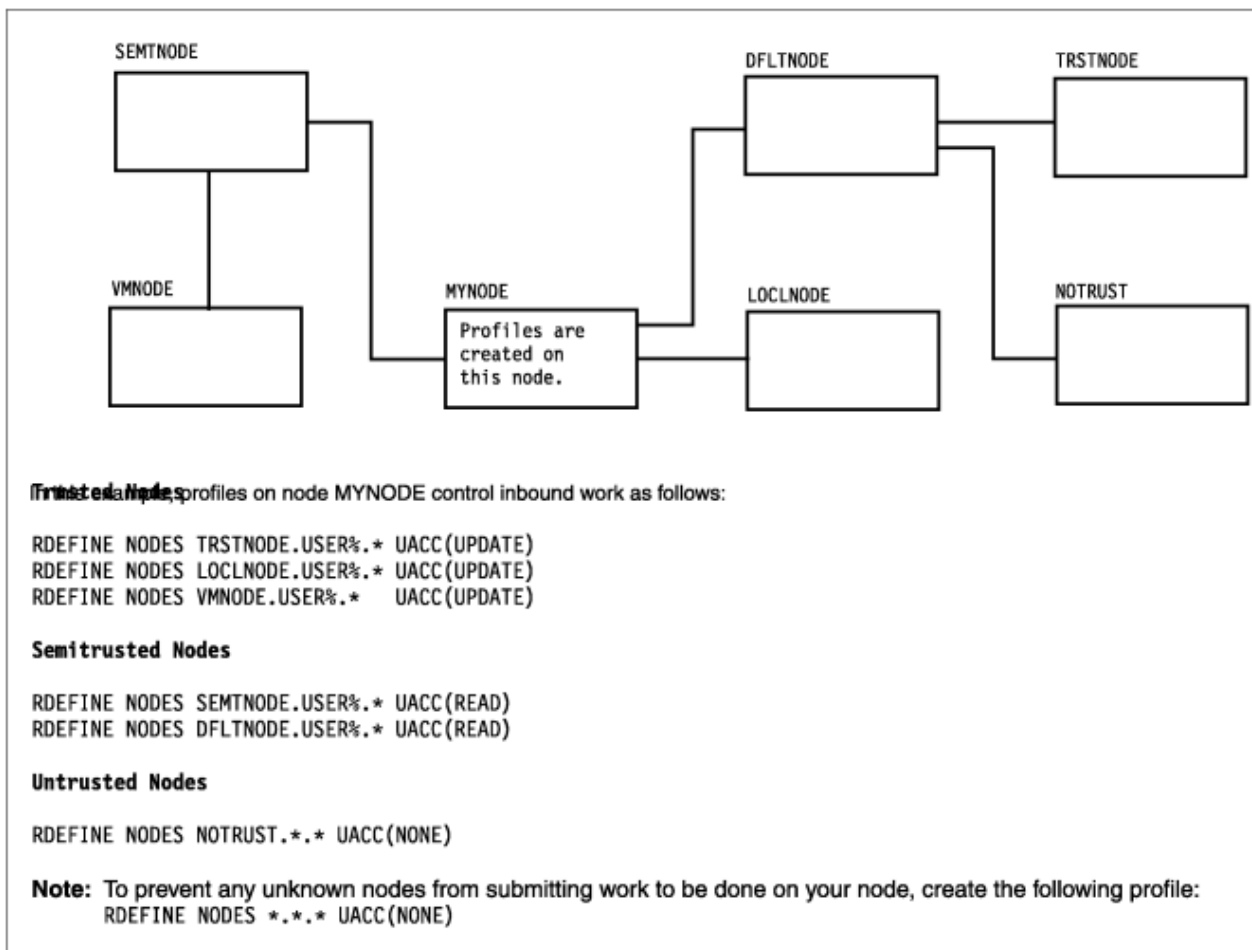 SEMTNODE
DFLTNODE
TRSTNODE
VMNODE
MYNODE
Profiles are
created on
this node.
LOCLNODE
NOTRUST
Trusted Nodes
profiles on node MYNODE control inbound work as follows:
RDEFINE NODES TRSTNODE.USER%.* UACC(UPDATE)
RDEFINE NODES LOCLNODE.USER%.* UACC(UPDATE)
RDEFINE NODES VMNODE.USER%.* UACC(UPDATE)
Semitrusted Nodes
RDEFINE NODES SEMTNODE.USER%.* UACC(READ)
RDEFINE NODES DFLTNODE.USER%.* UACC(READ)
Untrusted Nodes
RDEFINE NODES NOTRUST.*.* UACC(NONE)
Note: To prevent any unknown nodes from submitting work to be done on your node, create the following profile:
RDEFINE NODES *.*.* UACC(NONE)